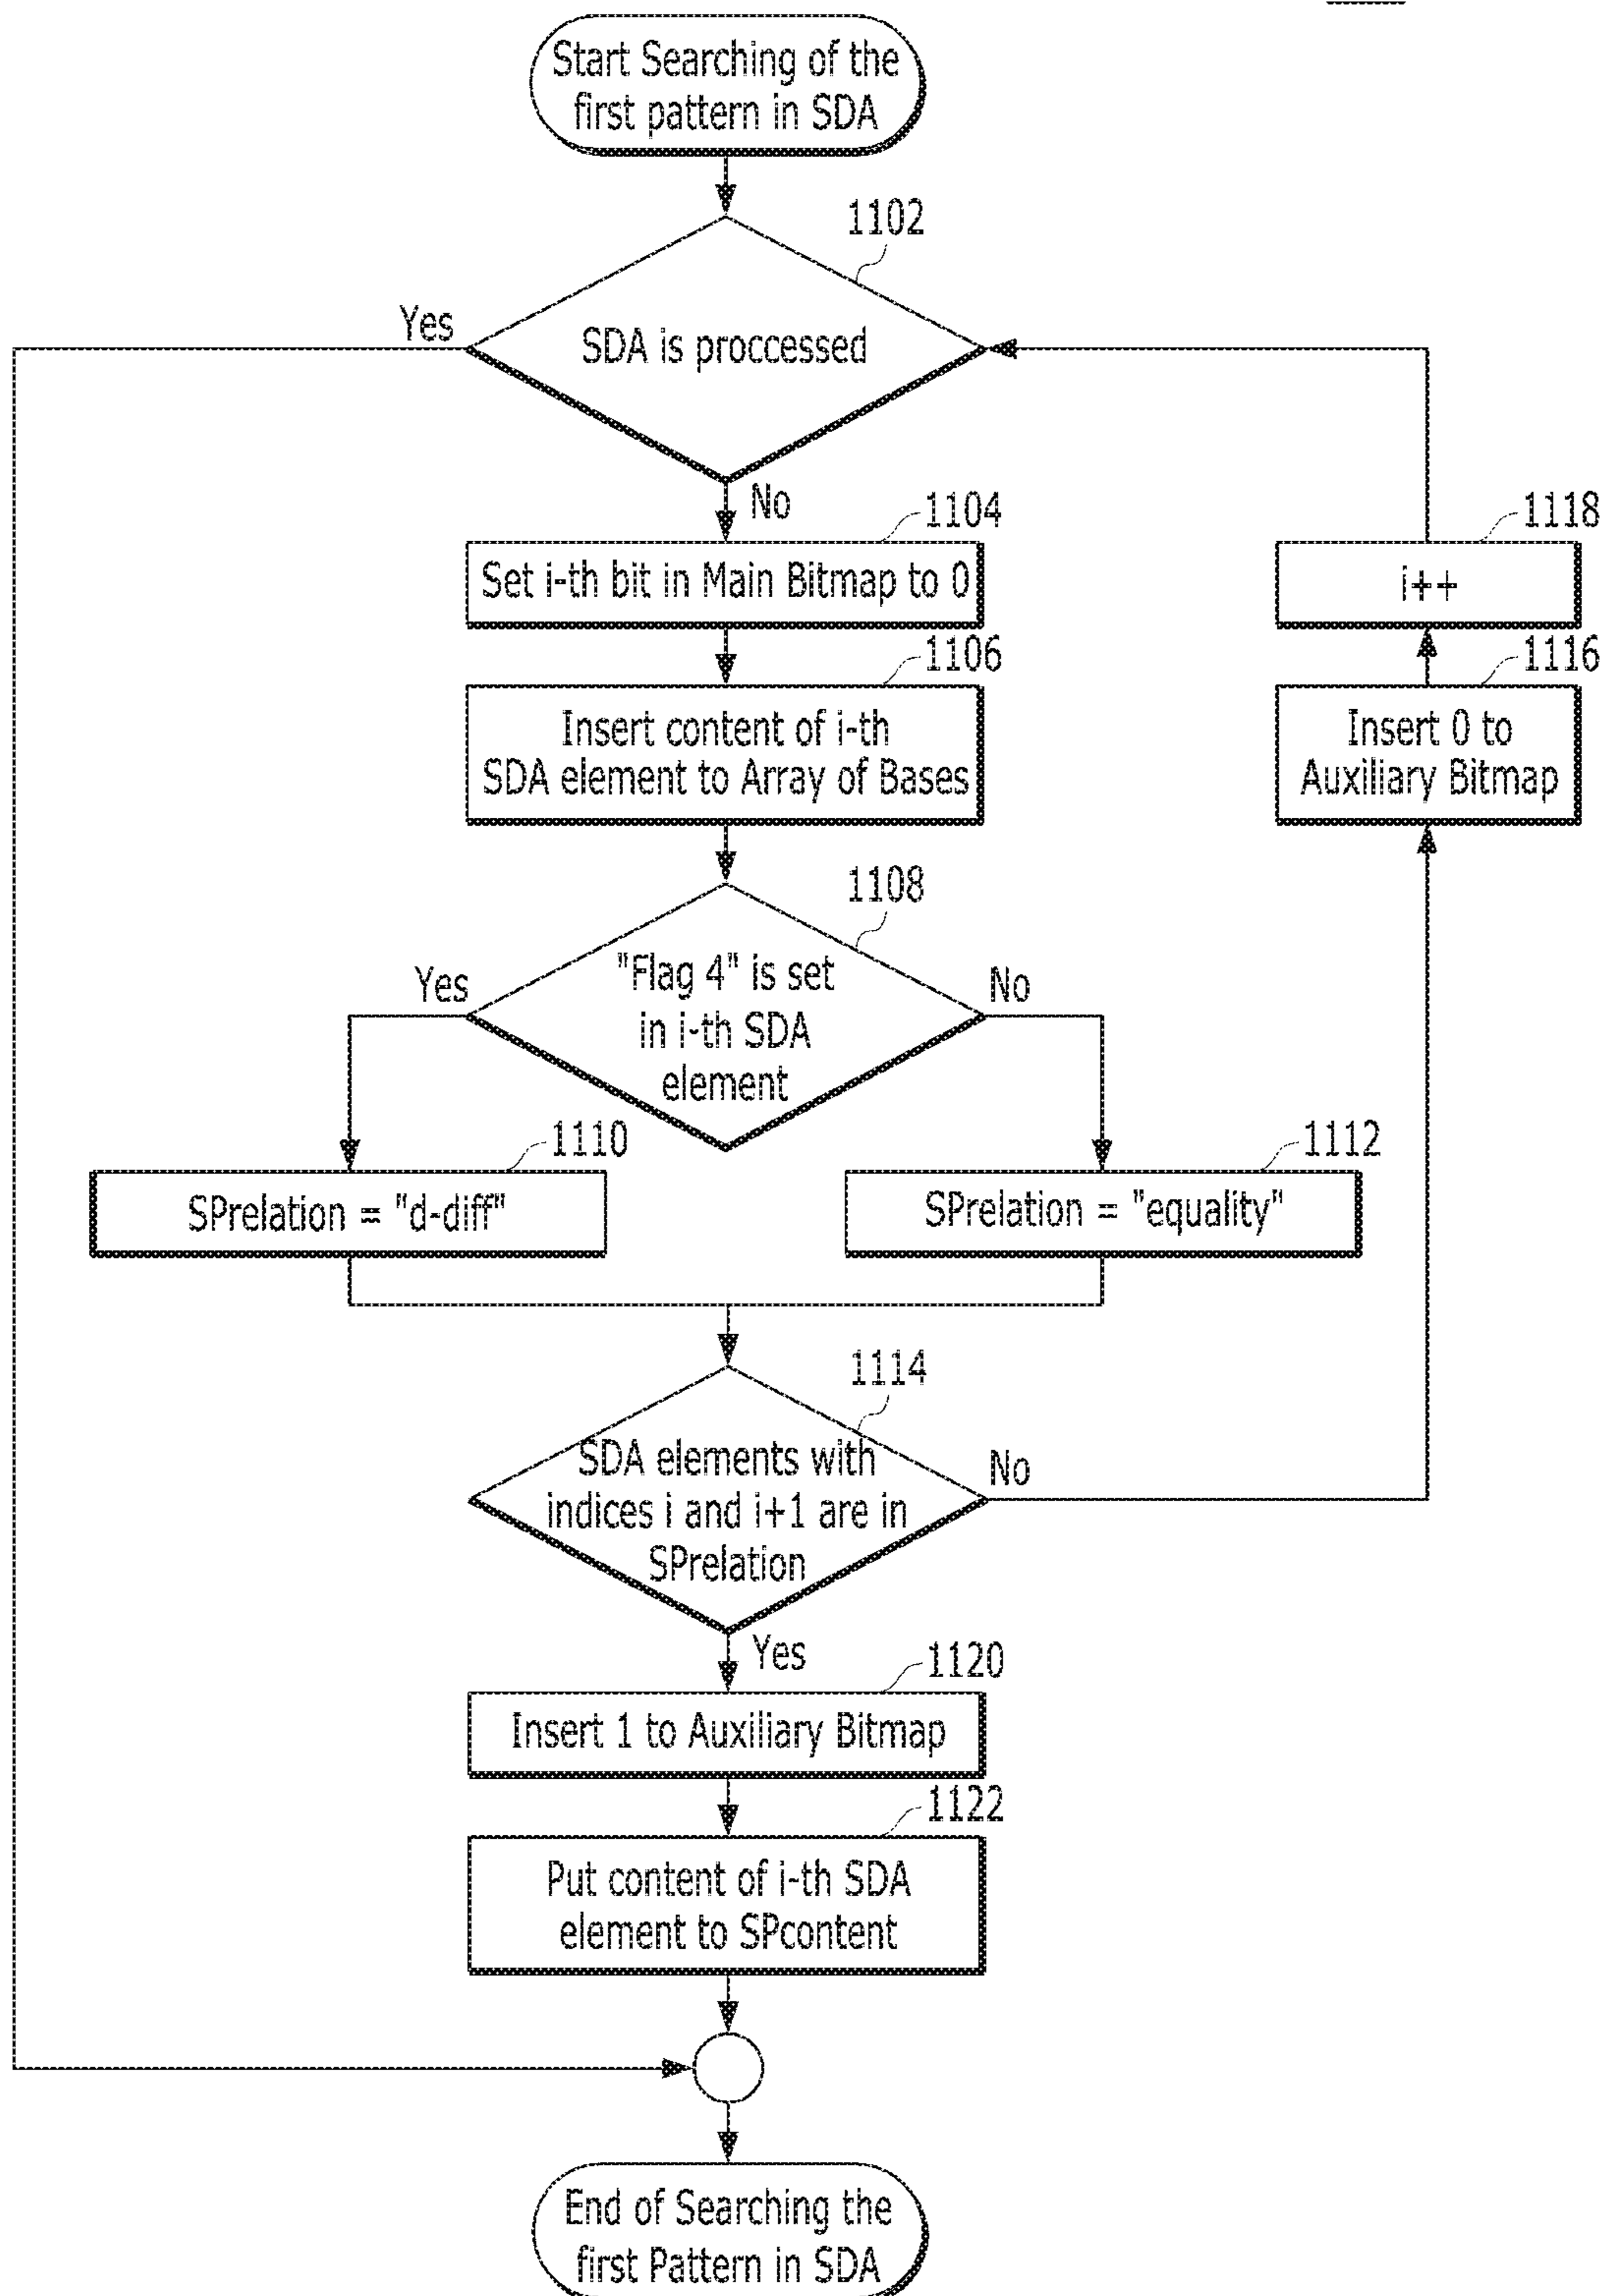 Start Searching of the
first pattern in SDA
1102
Yes
SDA is proccessed
No
1104
Set i-th bit in Main Bitmap to 0
1118
i++
1106
Insert content of i-th
SDA element to Array of Bases
1116
Insert 0 to
Auxiliary Bitmap
1108
Yes
"Flag 4" is set
in i-th SDA
element
No
1110
SPrelation = "d-diff"
1112
SPrelation = "equality"
1114
SDA elements with
indices i and i+1 are in
SPrelation
No
Yes
1120
Insert 1 to Auxiliary Bitmap
1122
Put content of i-th SDA
element to SPcontent
End of Searching the
first Pattern in SDA